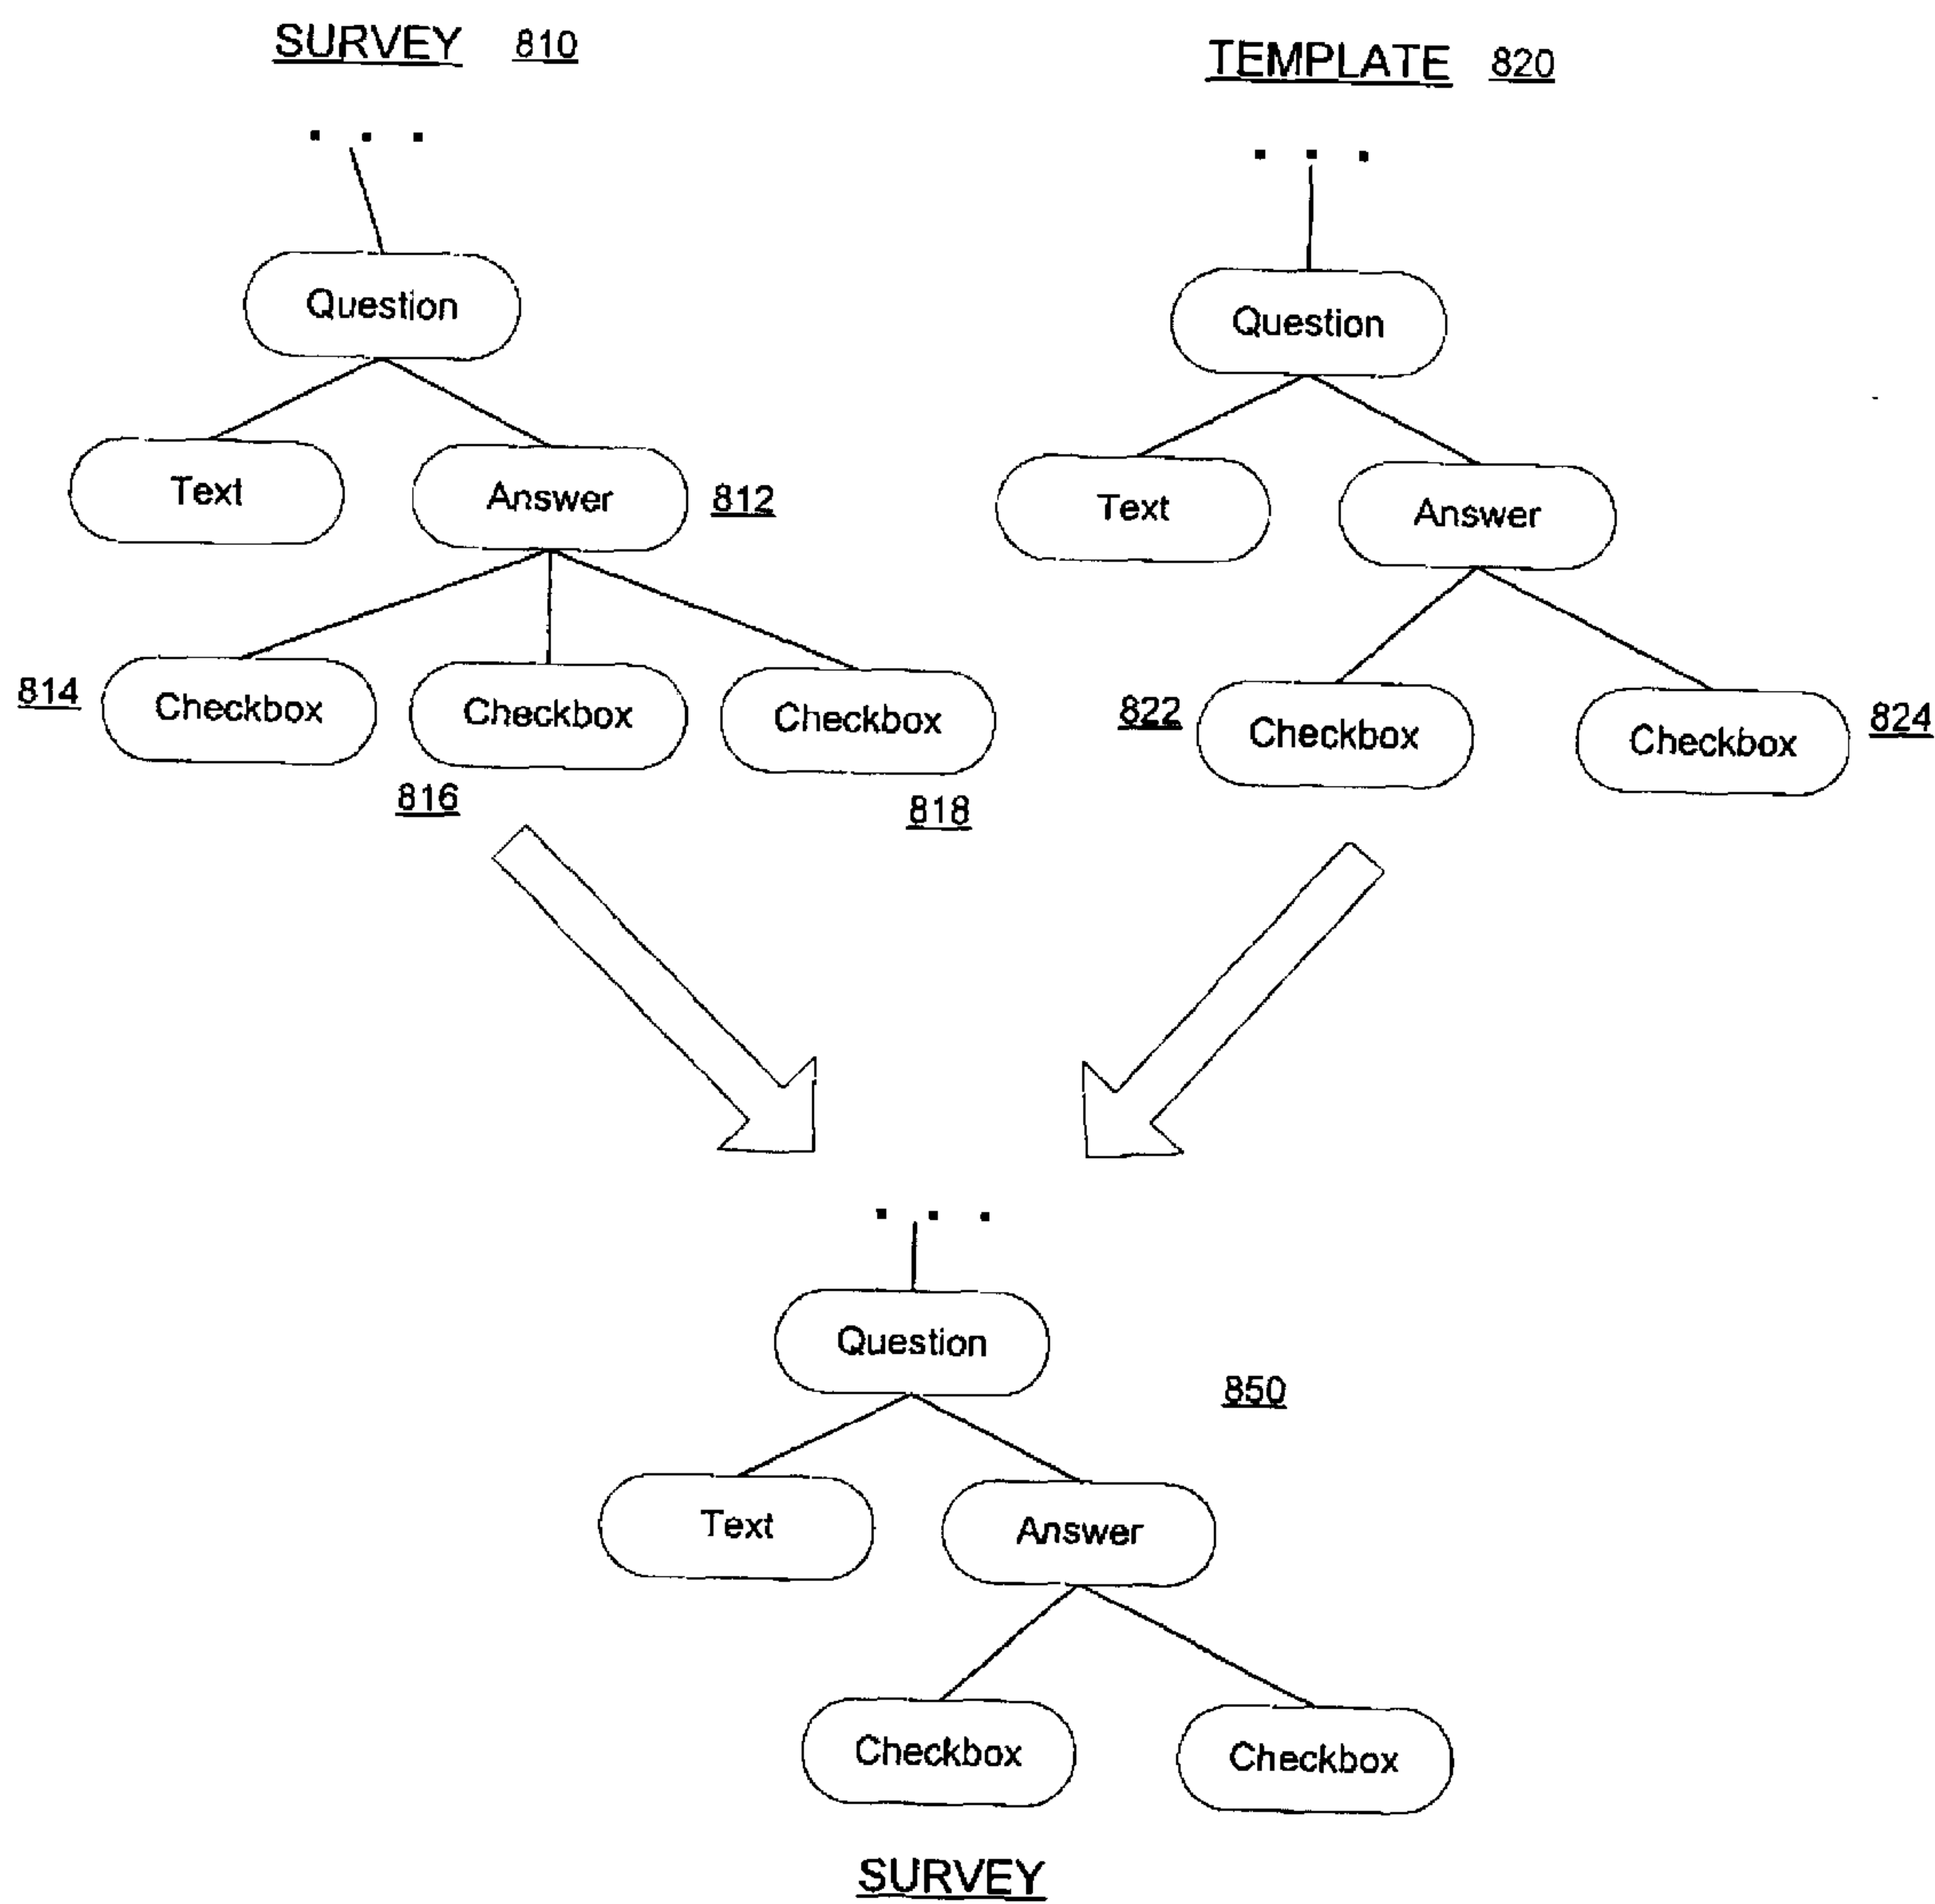 SURVEY 810
TEMPLATE 820
. . .
. . .
Question
Question
Text
Answer
812
Text
Answer
814
Checkbox
Checkbox
Checkbox
816
818
822
Checkbox
Checkbox
824
. . .
Question
850
Text
Answer
Checkbox
Checkbox
SURVEY